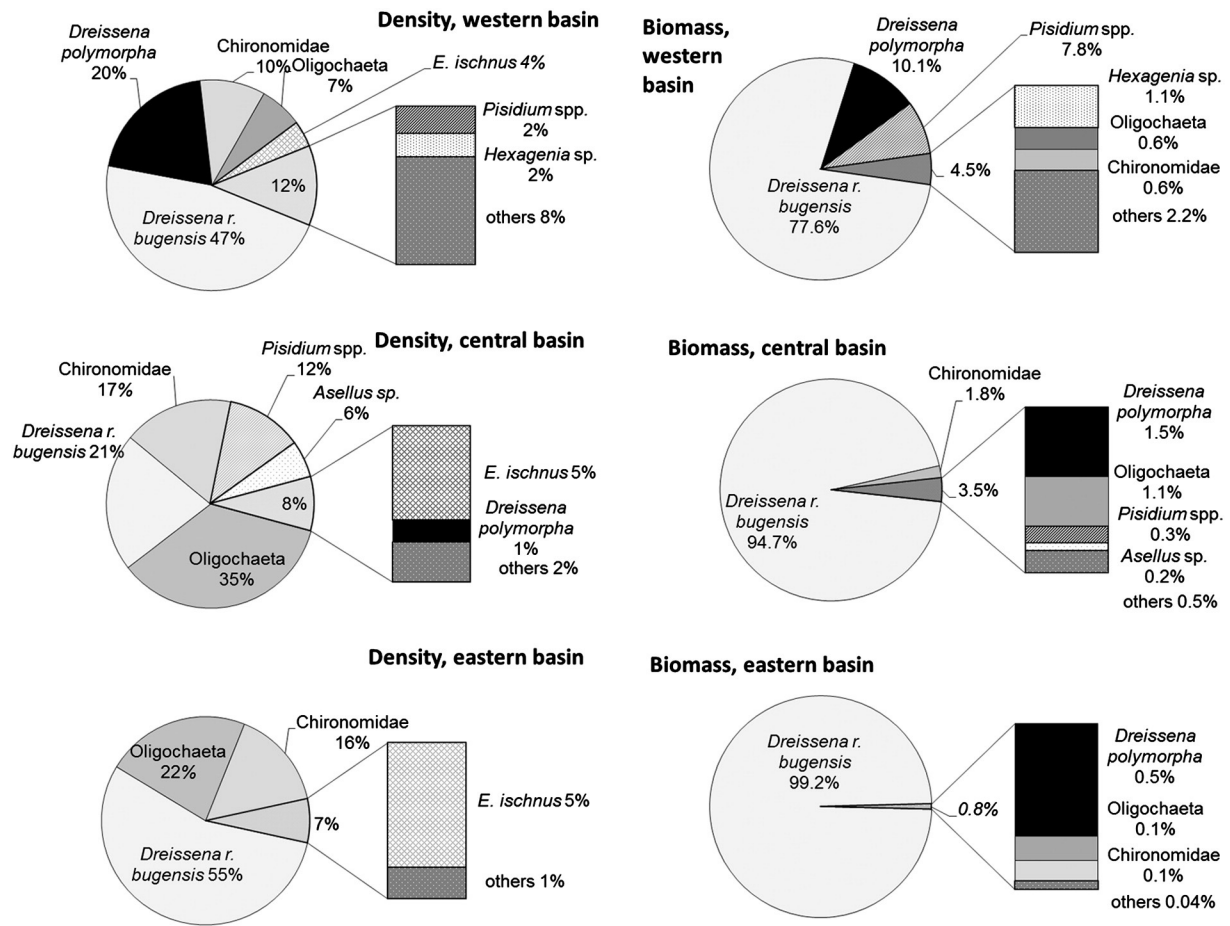 Density, western basin
Dreissena
polymorpha
20%
Chironomidae
10%
Oligochaeta
7%
E. ischnus 4%
Pisidium spp.
2%
Hexagenia sp.
2%
12%
others 8%
Dreissena r.
bugensis 47%
Biomass,
western
basin
Dreissena
polymorpha
10.1%
Pisidium spp.
7.8%
Hexagenia sp.
1.1%
Oligochaeta
0.6%
4.5%
Chironomidae
0.6%
others 2.2%
Dreissena r.
bugensis
77.6%
Density, central basin
Pisidium spp.
12%
Chironomidae
17%
Asellus sp.
6%
Dreissena r.
bugensis 21%
E. ischnus 5%
8%
Dreissena
polymorpha
1%
others 2%
Oligochaeta
35%
Biomass, central basin
Chironomidae
1.8%
Dreissena
polymorpha
1.5%
Oligochaeta
1.1%
3.5%
Pisidium spp.
0.3%
Asellus sp.
0.2%
others 0.5%
Dreissena r.
bugensis
94.7%
Density, eastern basin
Chironomidae
16%
Oligochaeta
22%
E. ischnus 5%
7%
Dreissena r.
bugensis 55%
others 1%
Biomass, eastern basin
Dreissena r.
bugensis
99.2%
Dreissena
polymorpha
0.5%
0.8%
Oligochaeta
0.1%
Chironomidae
0.1%
others 0.04%